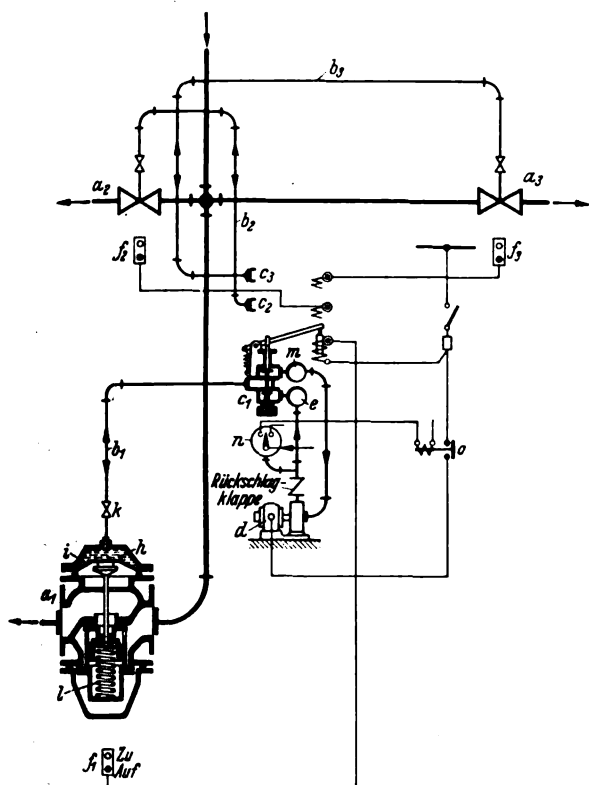 b₃
a₂
a₃
b₂
f₂
f₃
c₃
c₂
m
c₁
e
n
o
b₁
Rückschlag-
klappe
k
d
i
h
a₁
l
f₁
Zu
Auf